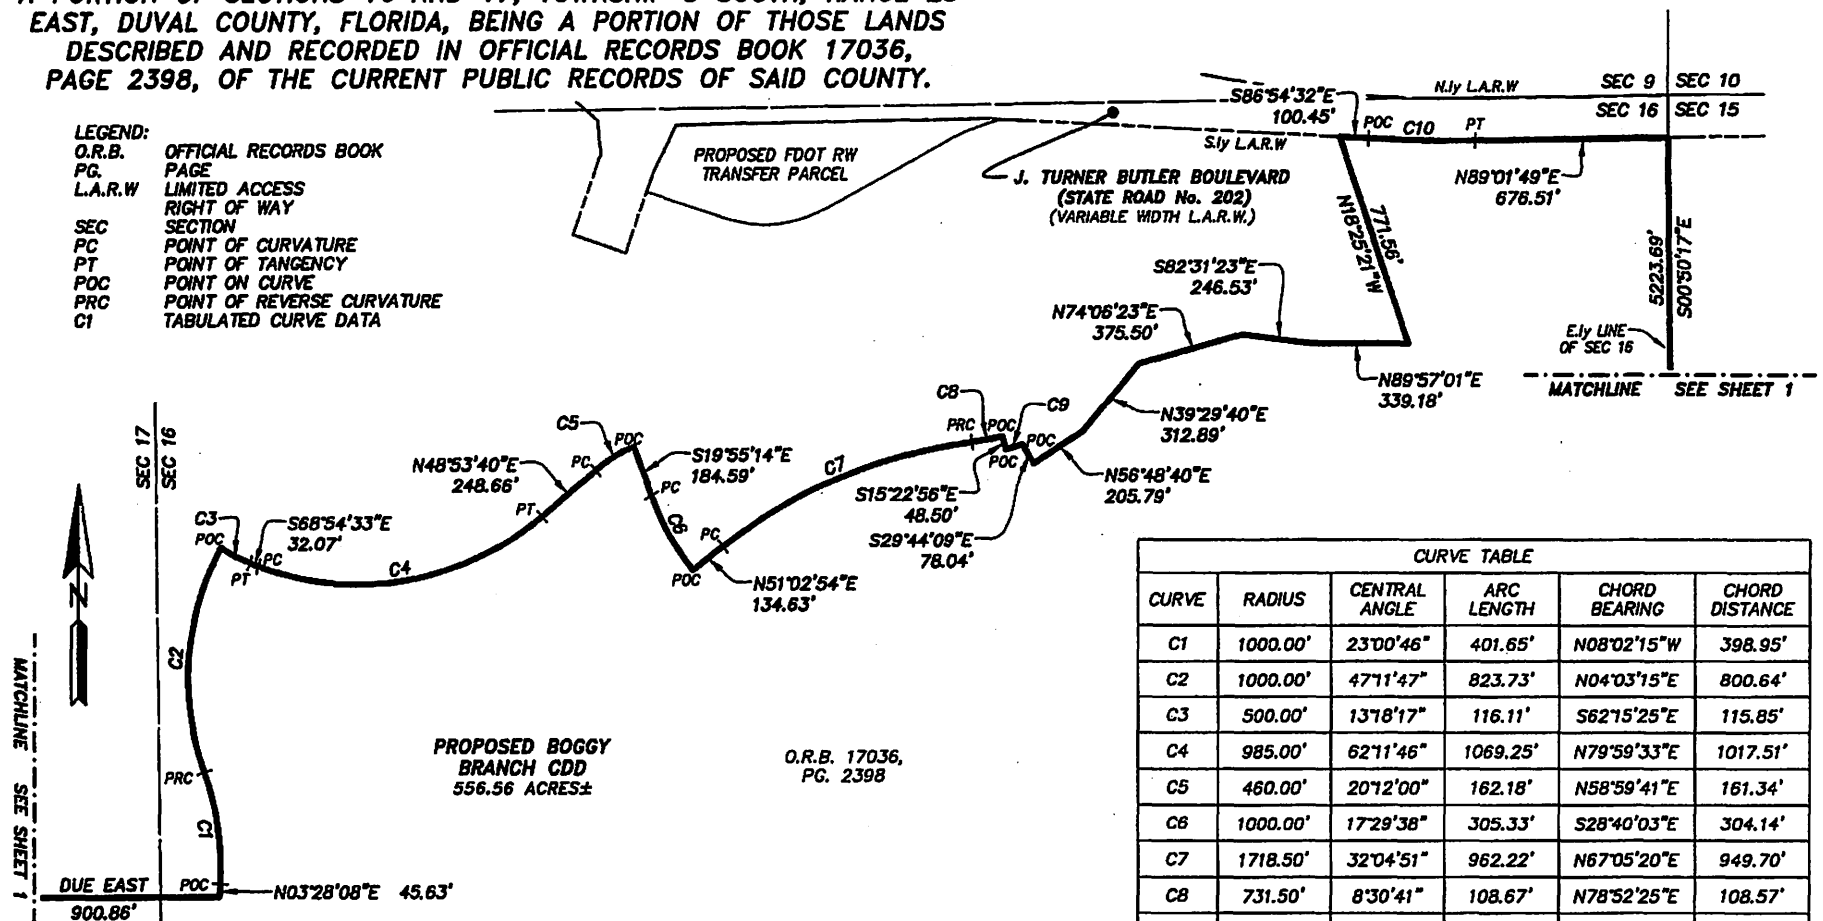 EAST, DUVAL COUNTY, FLORIDA, BEING A PORTION OF THOSE LANDS
DESCRIBED AND RECORDED IN OFFICIAL RECORDS BOOK 17036,
PAGE 2398, OF THE CURRENT PUBLIC RECORDS OF SAID COUNTY.
LEGEND:
O.R.B. OFFICIAL RECORDS BOOK
PG. PAGE
L.A.R.W LIMITED ACCESS
RIGHT OF WAY
SEC SECTION
PC POINT OF CURVATURE
PT POINT OF TANGENCY
POC POINT ON CURVE
PRC POINT OF REVERSE CURVATURE
C1 TABULATED CURVE DATA
PROPOSED FDOT RW
TRANSFER PARCEL
J. TURNER BUTLER BOULEVARD
(STATE ROAD No. 202)
(VARIABLE WIDTH L.A.R.W.)
S86°54'32"E
100.45'
N.ly L.A.R.W
SEC 9 SEC 10
SEC 16 SEC 15
S.ly L.A.R.W
POC
C10
PT
N89°01'49"E
676.51'
771.56'
N18°25'21"W
5223.69'
S00°50'17"E
E.ly LINE
OF SEC 16
MATCHLINE SEE SHEET 1
S82°31'23"E
246.53'
N74°06'23"E
375.50'
N89°57'01"E
339.18'
N39°29'40"E
312.89'
N56°48'40"E
205.79'
C8
C9
PRC
POC
POC
POC
S15°22'56"E
48.50'
S29°44'09"E
78.04'
C7
C5
POC
PC
S19°55'14"E
184.59'
PC
C6
PC
POC
N51°02'54"E
134.63'
N48°53'40"E
248.66'
PT
C4
SEC 17
SEC 16
C3
POC
S68°54'33"E
32.07'
PC
PT
N
C2
PRC
C1
POC
N03°28'08"E 45.63'
DUE EAST
900.86'
MATCHLINE SEE SHEET 1
PROPOSED BOGGY
BRANCH CDD
556.56 ACRES±
O.R.B. 17036,
PG. 2398
CURVE TABLE
CURVE RADIUS CENTRAL ANGLE ARC LENGTH CHORD BEARING CHORD DISTANCE
C1 1000.00' 23°00'46" 401.65' N08°02'15"W 398.95'
C2 1000.00' 47°11'47" 823.73' N04°03'15"E 800.64'
C3 500.00' 13°18'17" 116.11' S62°15'25"E 115.85'
C4 985.00' 62°11'46" 1069.25' N79°59'33"E 1017.51'
C5 460.00' 20°12'00" 162.18' N58°59'41"E 161.34'
C6 1000.00' 17°29'38" 305.33' S28°40'03"E 304.14'
C7 1718.50' 32°04'51" 962.22' N67°05'20"E 949.70'
C8 731.50' 8°30'41" 108.67' N78°52'25"E 108.57'